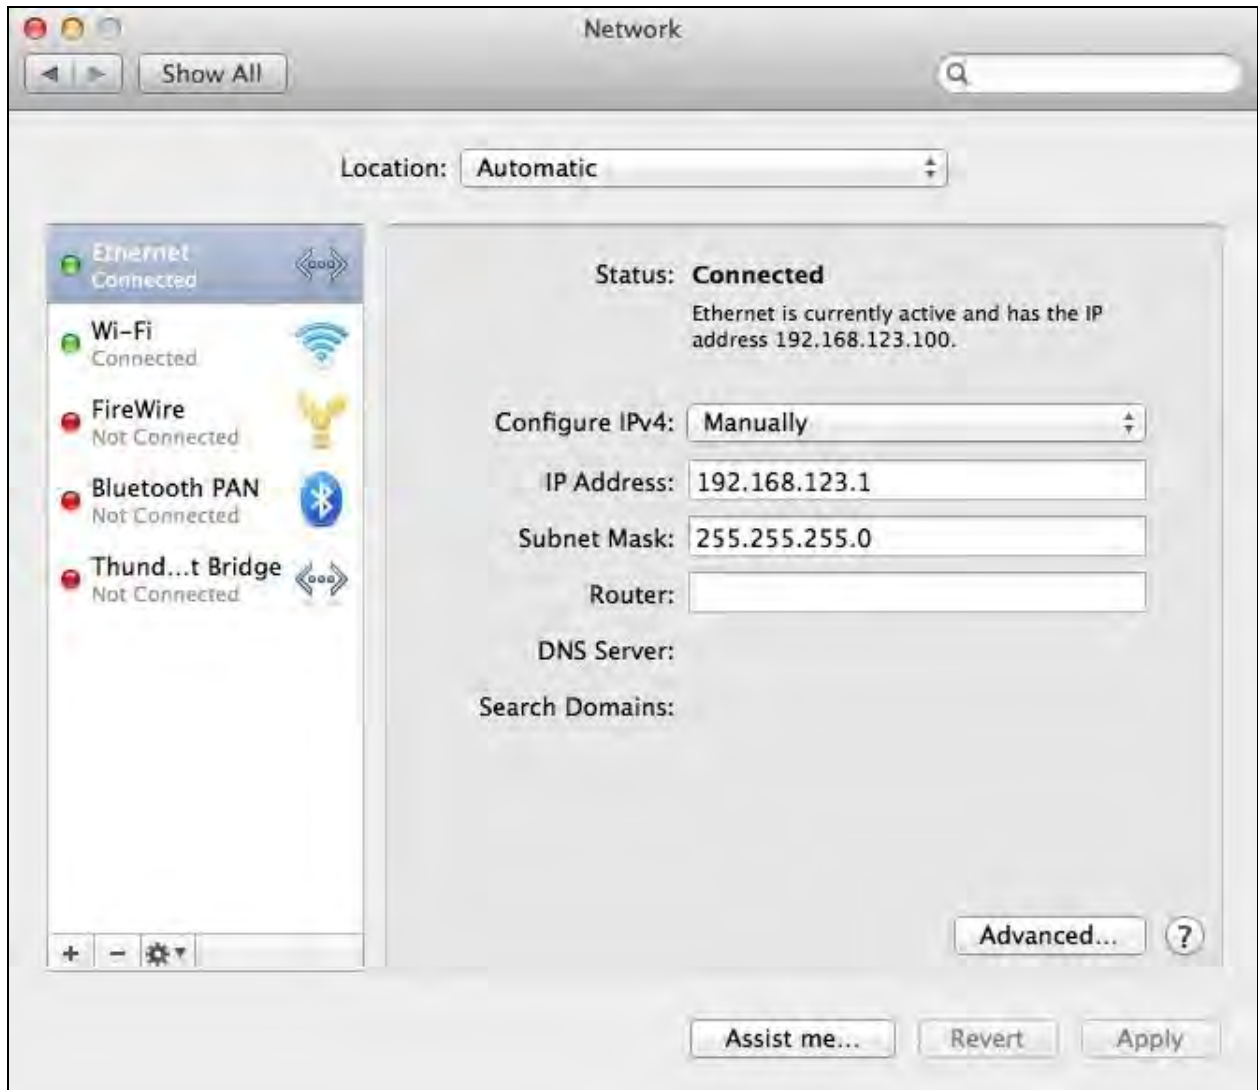 Network
Show All
Location: Automatic
Ethernet
Connected
Wi-Fi
Connected
FireWire
Not Connected
Bluetooth PAN
Not Connected
Thund...t Bridge
Not Connected
Status: Connected
Ethernet is currently active and has the IP
address 192.168.123.100.
Configure IPv4: Manually
IP Address: 192.168.123.1
Subnet Mask: 255.255.255.0
Router:
DNS Server:
Search Domains:
Advanced...
?
Assist me...
Revert
Apply